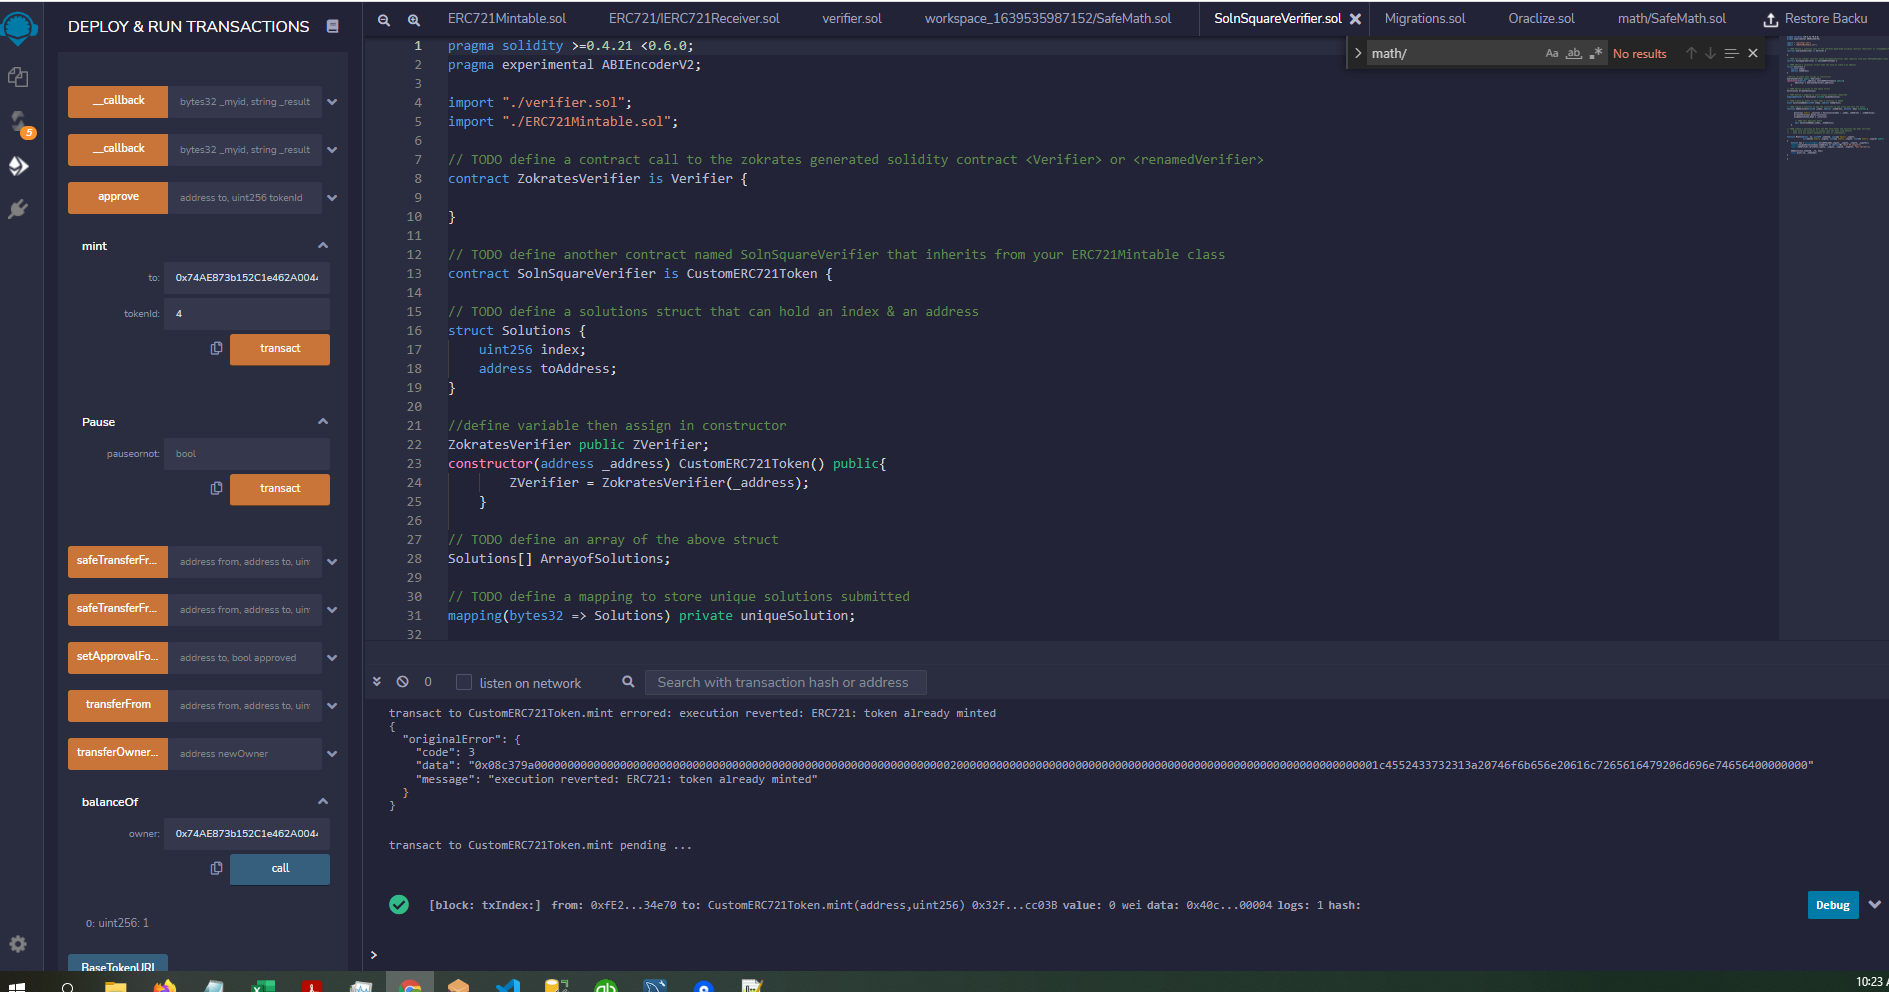 DEPLOY & RUN TRANSACTIONS
5
__callback
bytes32 _myid, string _result
__callback
bytes32 _myid, string _result
approve
address to, uint256 tokenId
mint
to:
0x74AE873b152C1e462A004
tokenId:
4
transact
Pause
pauseornot:
bool
transact
safeTransferFr...
address from, address to, uin
safeTransferFr...
address from, address to, uin
setApprovalFo...
address to, bool approved
transferFrom
address from, address to, uin
transferOwner...
address newOwner
balanceOf
owner:
0x74AE873b152C1e462A004
call
0: uint256: 1
BaseTokenURI
ERC721Mintable.sol
ERC721/IERC721Receiver.sol
verifier.sol
workspace_1639535987152/SafeMath.sol
SolnSquareVerifier.sol
Migrations.sol
Oraclize.sol
math/SafeMath.sol
Restore Backu
math/
Aa
ab
No results
1 pragma solidity >=0.4.21 <0.6.0;
2 pragma experimental ABIEncoderV2;
3
4 import "./verifier.sol";
5 import "./ERC721Mintable.sol";
6
7 // TODO define a contract call to the zokrates generated solidity contract <Verifier> or <renamedVerifier>
8 contract ZokratesVerifier is Verifier {
9
10 }
11
12 // TODO define another contract named SolnSquareVerifier that inherits from your ERC721Mintable class
13 contract SolnSquareVerifier is CustomERC721Token {
14
15 // TODO define a solutions struct that can hold an index & an address
16 struct Solutions {
17 uint256 index;
18 address toAddress;
19 }
20
21 //define variable then assign in constructor
22 ZokratesVerifier public ZVerifier;
23 constructor(address _address) CustomERC721Token() public{
24 ZVerifier = ZokratesVerifier(_address);
25 }
26
27 // TODO define an array of the above struct
28 Solutions[] ArrayofSolutions;
29
30 // TODO define a mapping to store unique solutions submitted
31 mapping(bytes32 => Solutions) private uniqueSolution;
32
0
listen on network
Search with transaction hash or address
transact to CustomERC721Token.mint errored: execution reverted: ERC721: token already minted
{
"originalError": {
"code": 3
"data": "0x08c379a00000000000000000000000000000000000000000000000000000000000000020000000000000000000000000000000000000000000000000000000000000001c4552433732313a20746f6b656e20616c7265616479206d696e74656400000000"
"message": "execution reverted: ERC721: token already minted"
}
}
transact to CustomERC721Token.mint pending ...
[block: txIndex:] from: 0xfE2...34e70 to: CustomERC721Token.mint(address,uint256) 0x32f...cc03B value: 0 wei data: 0x40c...00004 logs: 1 hash:
Debug
>
10:23